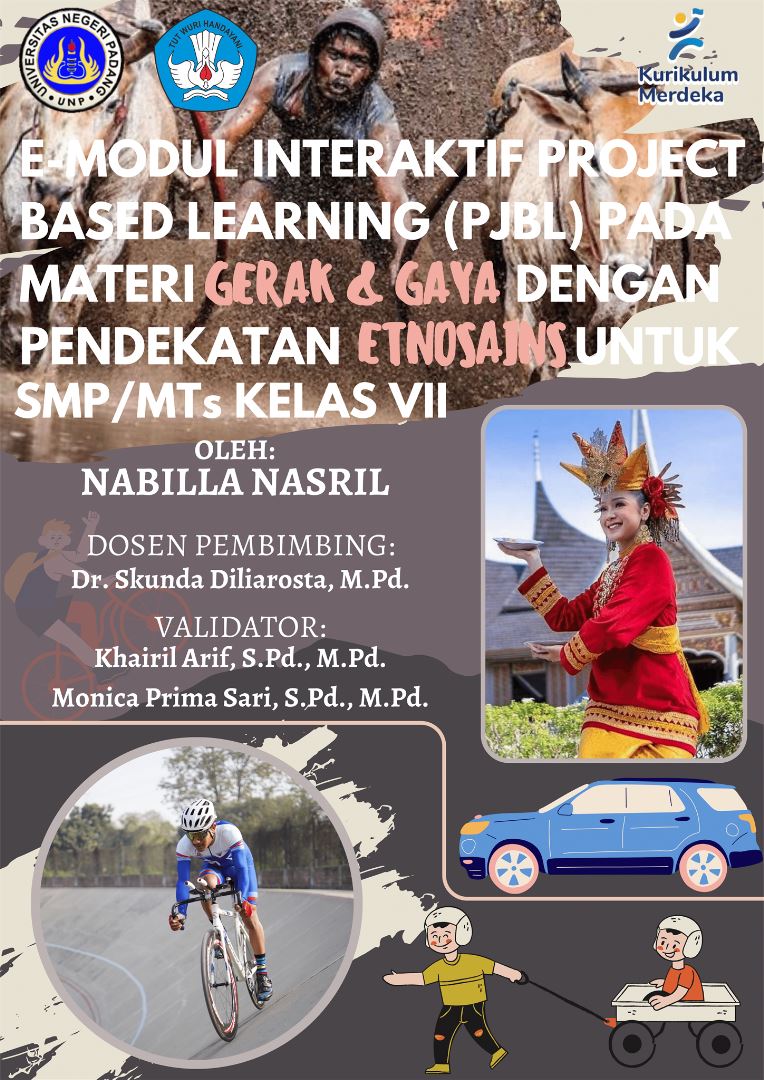 UNIVERSITAS NEGERI PADANG
UNP
TUT WURI HANDAYANI
Kurikulum
Merdeka
E-MODUL INTERAKTIF PROJECT
BASED LEARNING (PJBL) PADA
MATERI GERAK & GAYA DENGAN
PENDEKATAN ETNOSAINS UNTUK
SMP/MTs KELAS VII
OLEH:
NABILLA NASRIL
DOSEN PEMBIMBING:
Dr. Skunda Diliarosta, M.Pd.
VALIDATOR:
Khairil Arif, S.Pd., M.Pd.
Monica Prima Sari, S.Pd., M.Pd.